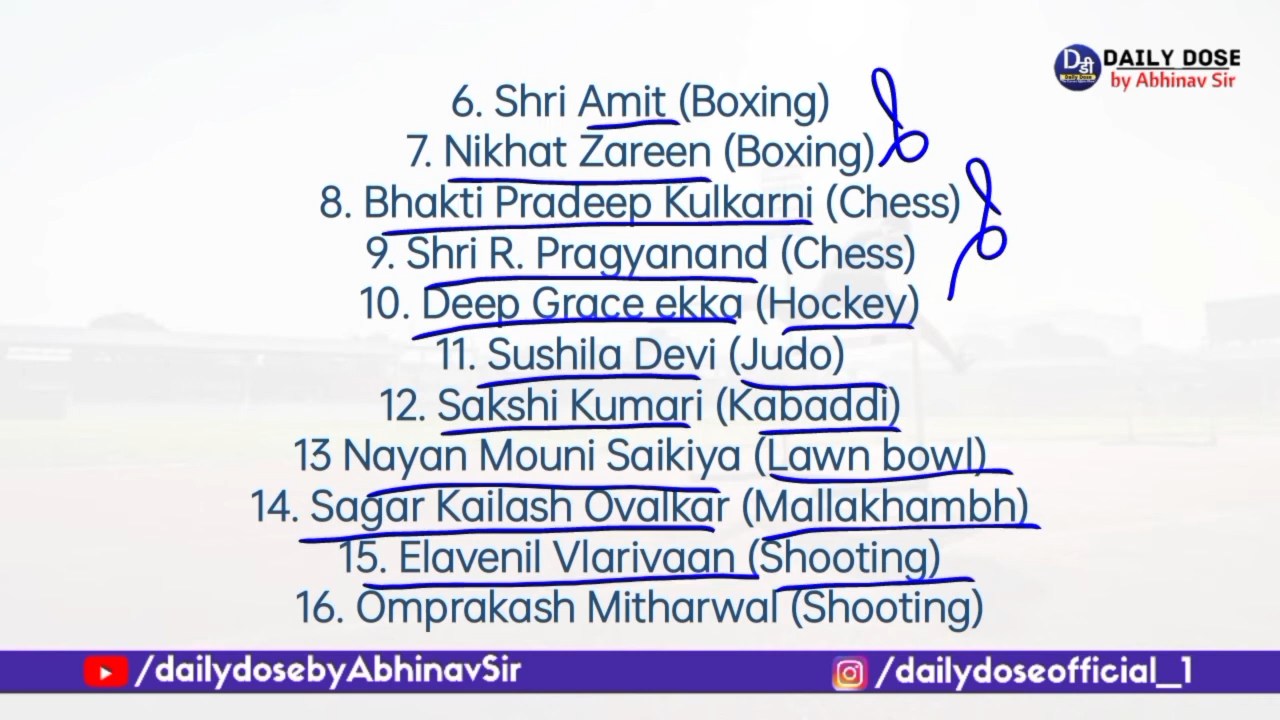 DAILY DOSE
by Abhinav Sir
6. Shri Amit (Boxing)
7. Nikhat Zareen (Boxing)
8. Bhakti Pradeep Kulkarni (Chess)
9. Shri R. Pragyanand (Chess)
10. Deep Grace ekka (Hockey)
11. Sushila Devi (Judo)
12. Sakshi Kumari (Kabaddi)
13 Nayan Mouni Saikiya (Lawn bowl)
14. Sagar Kailash Ovalkar (Mallakhambh)
15. Elavenil Vlarivaan (Shooting)
16. Omprakash Mitharwal (Shooting)
/dailydosebyAbhinavSir
/dailydoseofficial_1